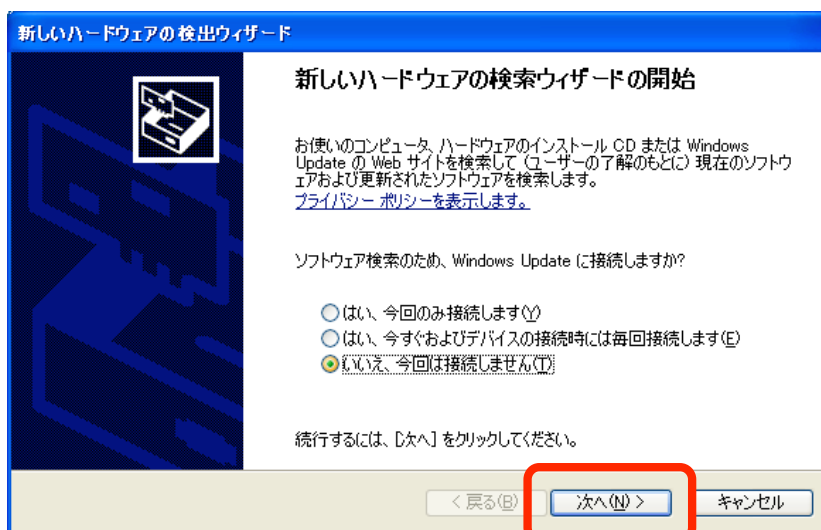 新しいハードウェアの検出ウィザード
新しいハードウェアの検索ウィザードの開始
お使いのコンピュータ、ハードウェアのインストール CD または Windows
Update の Web サイトを検索して (ユーザーの了解のもとに) 現在のソフトウ
ェアおよび更新されたソフトウェアを検索します。
プライバシー ポリシーを表示します。
ソフトウェア検索のため、Windows Update に接続しますか?
はい、今回のみ接続します(Y)
はい、今すぐおよびデバイスの接続時には毎回接続します(E)
いいえ、今回は接続しません(T)
続行するには、[次へ] をクリックしてください。
< 戻る(B) 次へ(N) > キャンセル